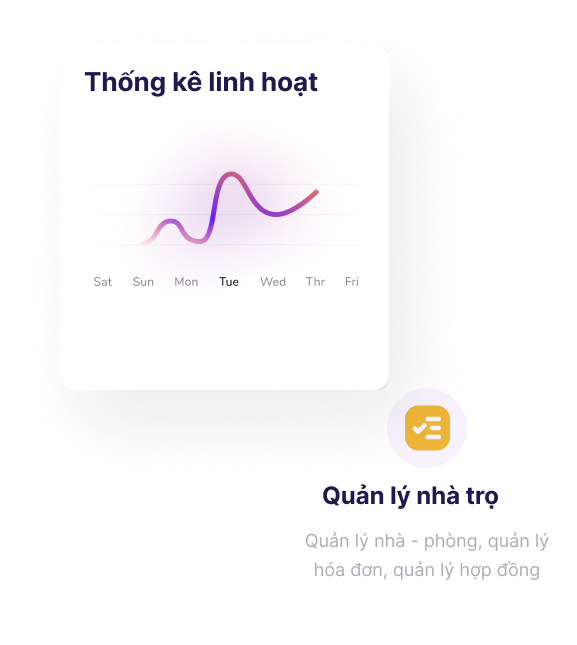 Thống kê linh hoạt
Sat Sun Mon Tue Wed Thr Fri
Quản lý nhà trọ
Quản lý nhà - phòng, quản lý
hóa đơn, quản lý hợp đồng